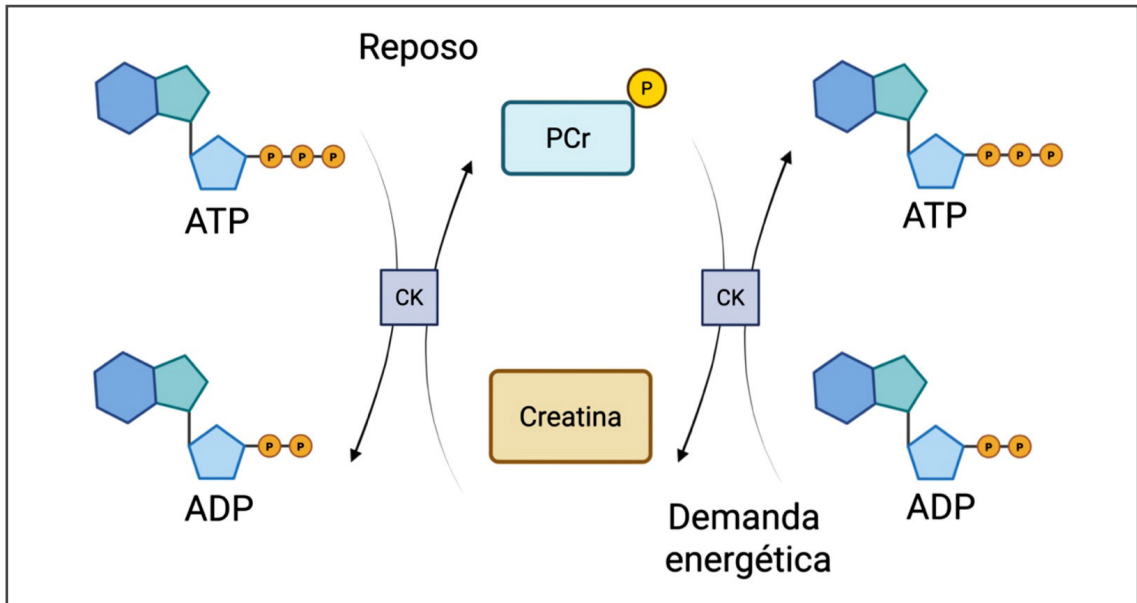 Reposo
P
PCr
P P P
ATP
P P P
ATP
CK
CK
Creatina
P P
ADP
P P
ADP
Demanda
energética